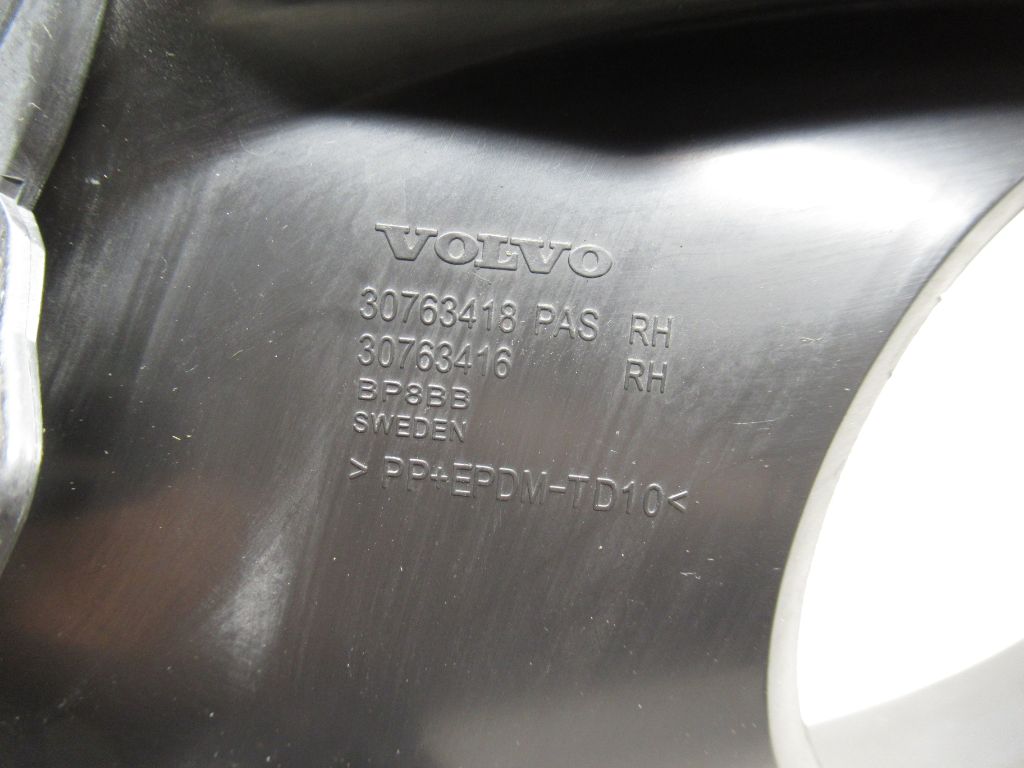 VOLVO
30763418 PAS RH
30763416 RH
BP8BB
SWEDEN
> PP+EPDM-TD10<